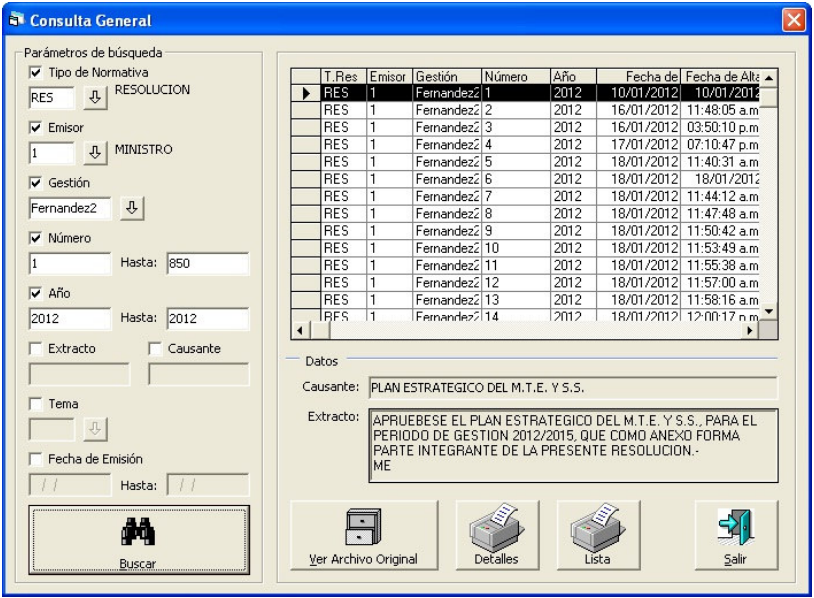 Consulta General
Parámetros de búsqueda
Tipo de Normativa
RES RESOLUCION
Emisor
1 MINISTRO
Gestión
Fernandez2
Número
1 Hasta: 850
Año
2012 Hasta: 2012
Extracto Causante
Tema
Fecha de Emisión
/ / Hasta: / /
Buscar
T.Res Emisor Gestión Número Año Fecha de Fecha de Alta
RES 1 Fernandez2 1 2012 10/01/2012 10/01/2012
RES 1 Fernandez2 2 2012 16/01/2012 11:48:05 a.m
RES 1 Fernandez2 3 2012 16/01/2012 03:50:10 p.m
RES 1 Fernandez2 4 2012 17/01/2012 07:10:47 p.m
RES 1 Fernandez2 5 2012 18/01/2012 11:40:31 a.m
RES 1 Fernandez2 6 2012 18/01/2012 18/01/2012
RES 1 Fernandez2 7 2012 18/01/2012 11:44:12 a.m
RES 1 Fernandez2 8 2012 18/01/2012 11:47:48 a.m
RES 1 Fernandez2 9 2012 18/01/2012 11:50:42 a.m
RES 1 Fernandez2 10 2012 18/01/2012 11:53:49 a.m
RES 1 Fernandez2 11 2012 18/01/2012 11:55:38 a.m
RES 1 Fernandez2 12 2012 18/01/2012 11:57:00 a.m
RES 1 Fernandez2 13 2012 18/01/2012 11:58:16 a.m
RES 1 Fernandez2 14 2012 18/01/2012 12:00:17 p.m
Datos
Causante: PLAN ESTRATEGICO DEL M.T.E. Y S.S.
Extracto: APRUEBESE EL PLAN ESTRATEGICO DEL M.T.E. Y S.S., PARA EL
PERIODO DE GESTION 2012/2015, QUE COMO ANEXO FORMA
PARTE INTEGRANTE DE LA PRESENTE RESOLUCION.-
ME
Ver Archivo Original Detalles Lista Salir